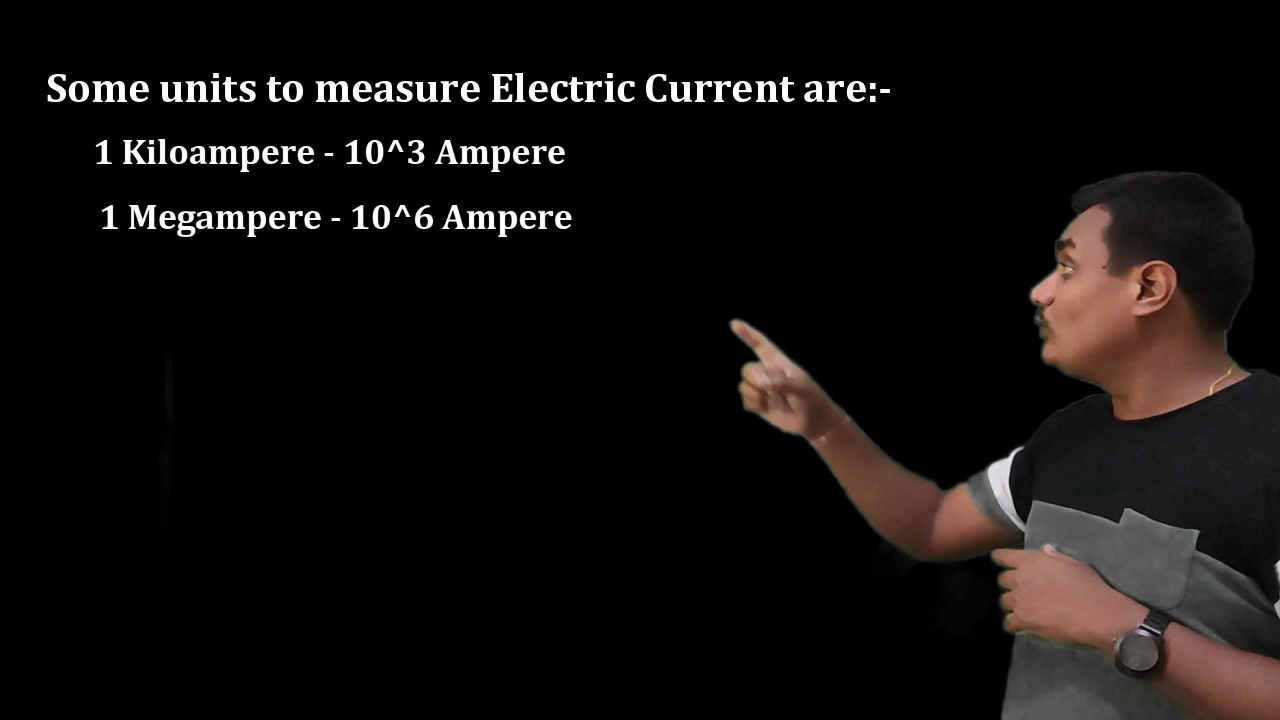 Some units to measure Electric Current are:-
1 Kiloampere - 10^3 Ampere
1 Megampere - 10^6 Ampere